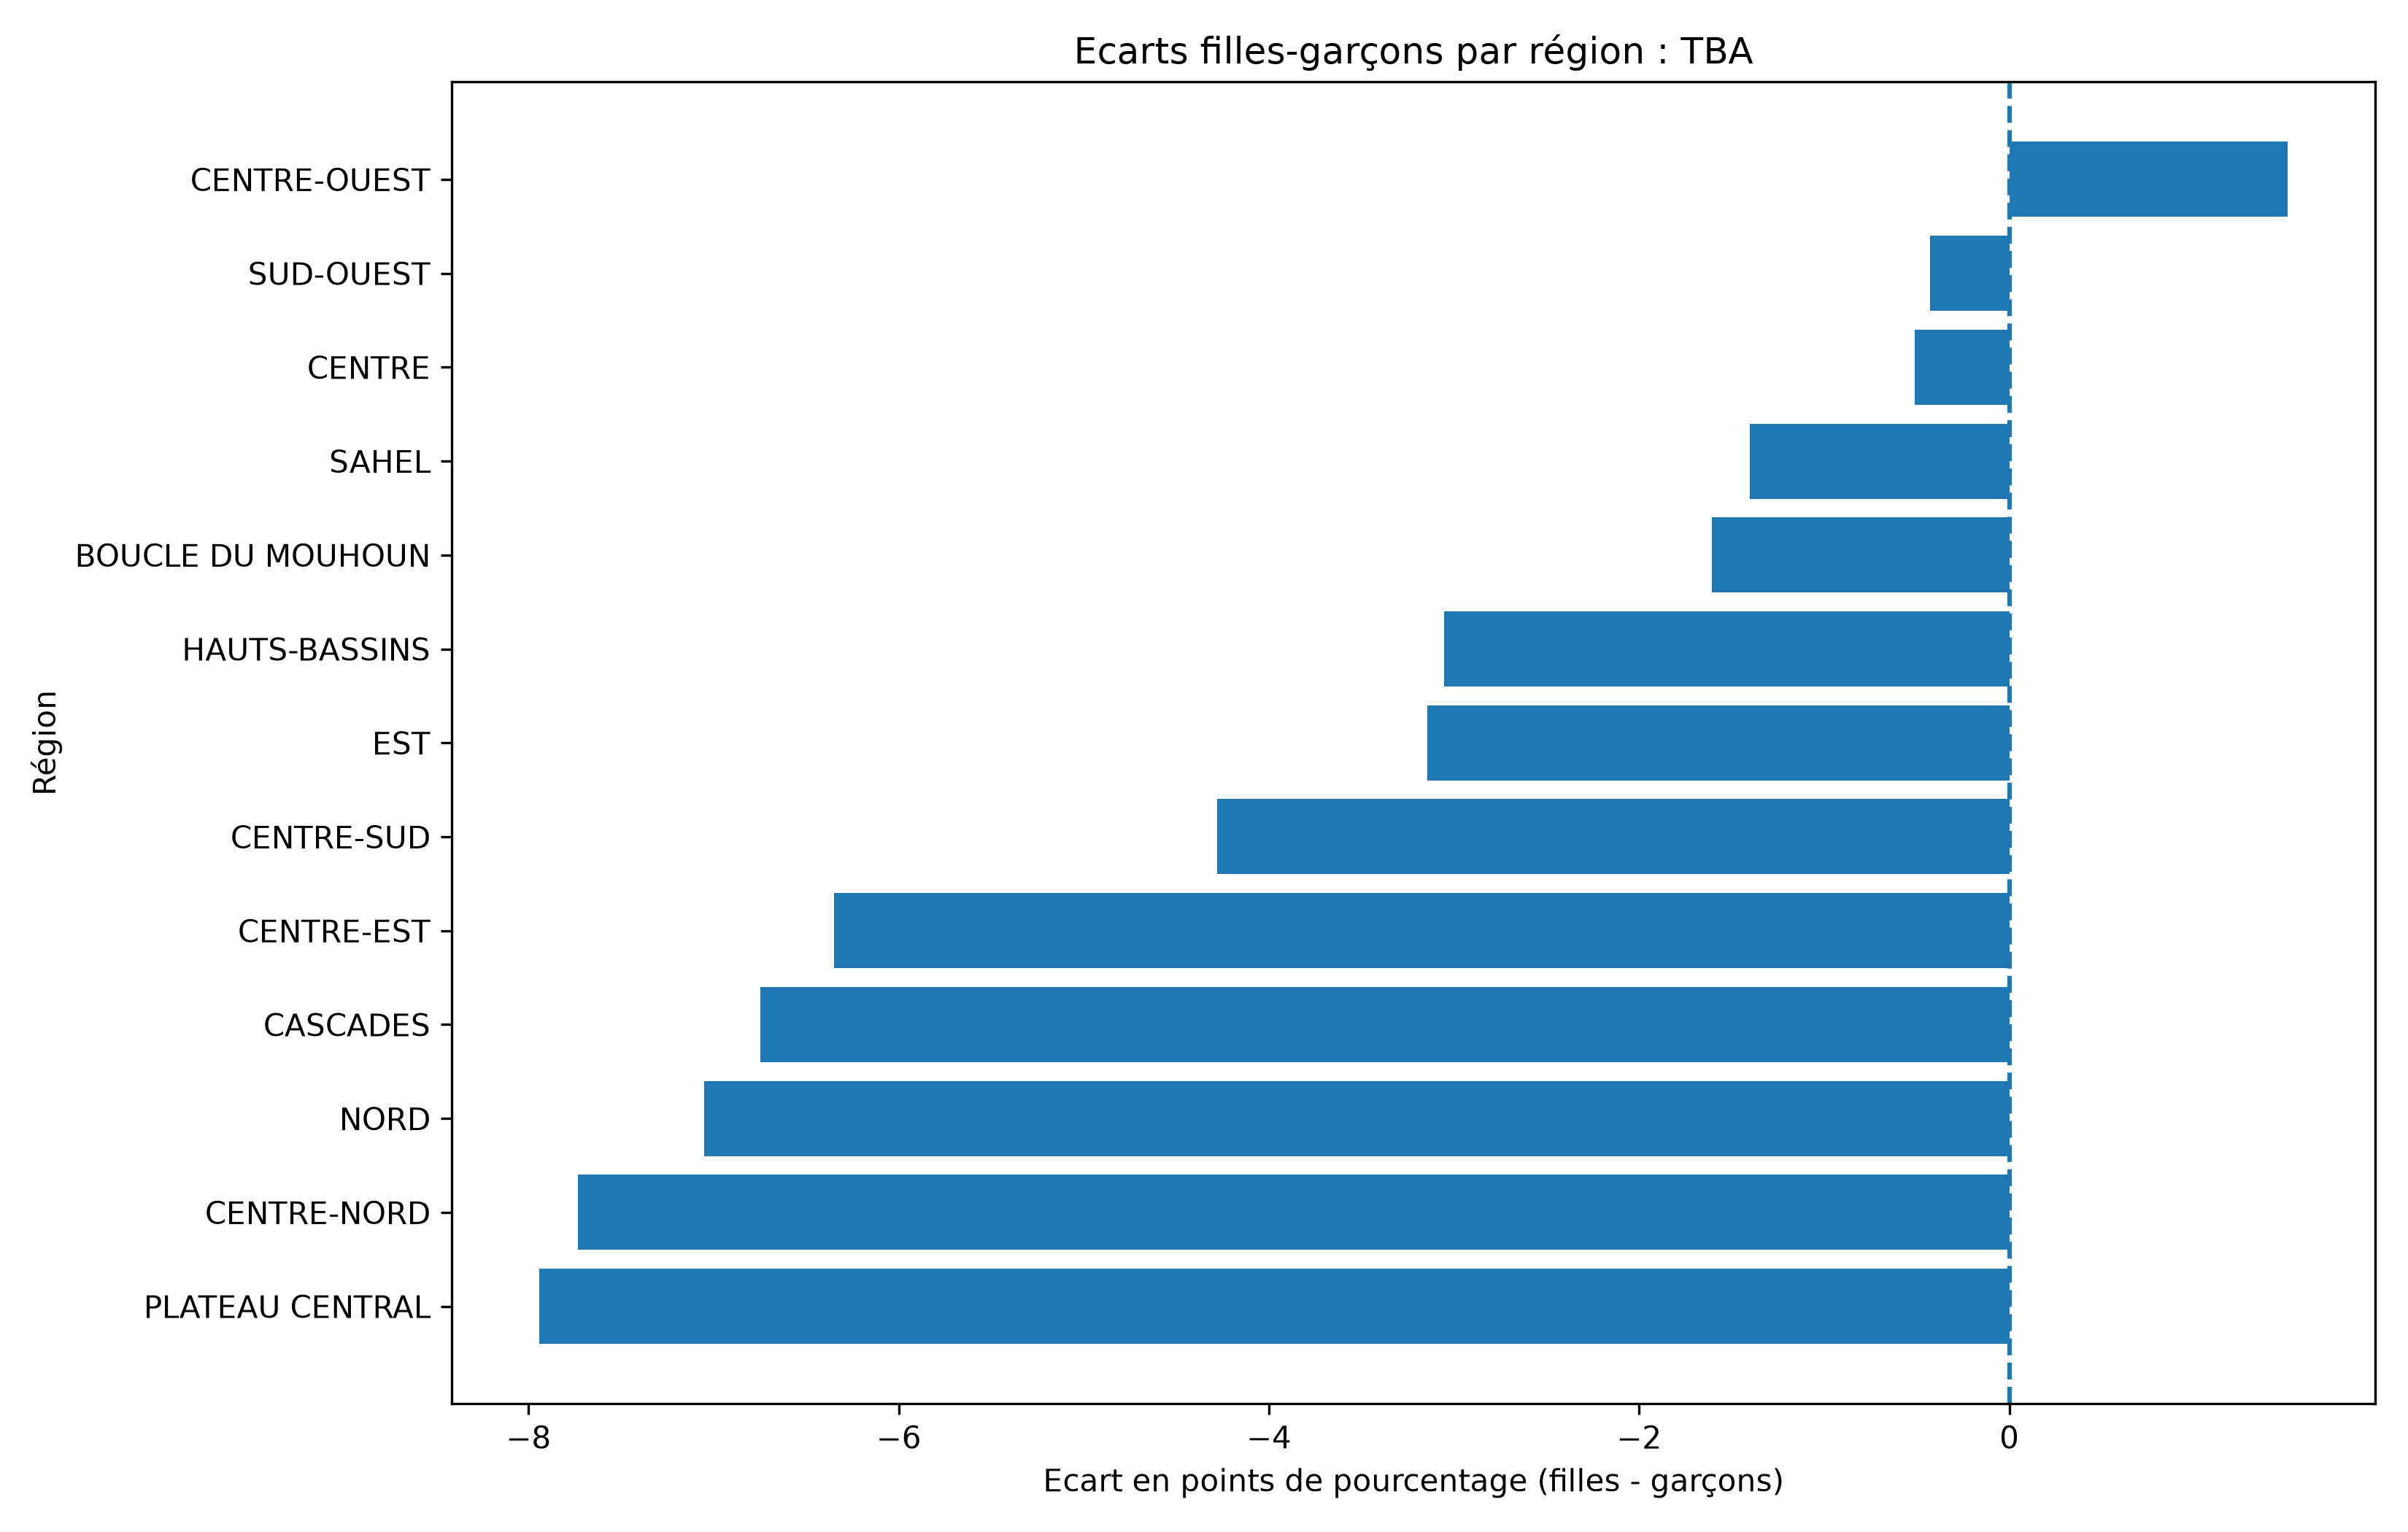 Ecarts filles-garçons par région : TBA
CENTRE-OUEST
SUD-OUEST
CENTRE
SAHEL
BOUCLE DU MOUHOUN
HAUTS-BASSINS
EST
CENTRE-SUD
CENTRE-EST
CASCADES
NORD
CENTRE-NORD
PLATEAU CENTRAL
Région
−8 −6 −4 −2 0
Ecart en points de pourcentage (filles - garçons)